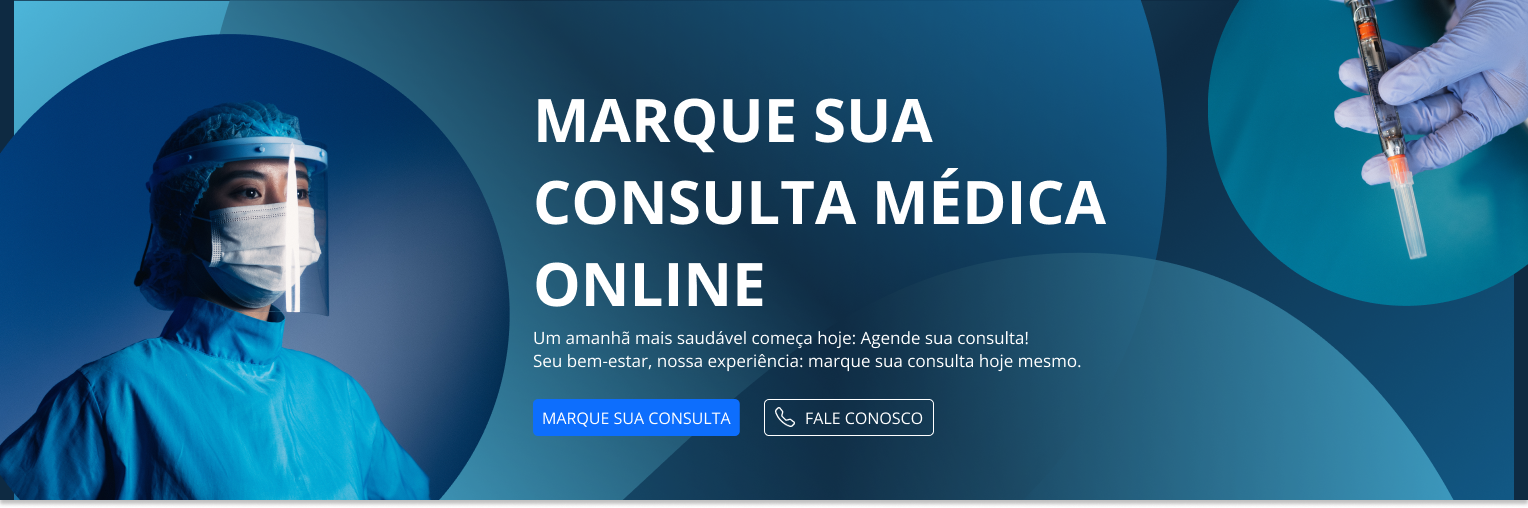 MARQUE SUA
CONSULTA MÉDICA
ONLINE
Um amanhã mais saudável começa hoje: Agende sua consulta!
Seu bem-estar, nossa experiência: marque sua consulta hoje mesmo.
MARQUE SUA CONSULTA
FALE CONOSCO